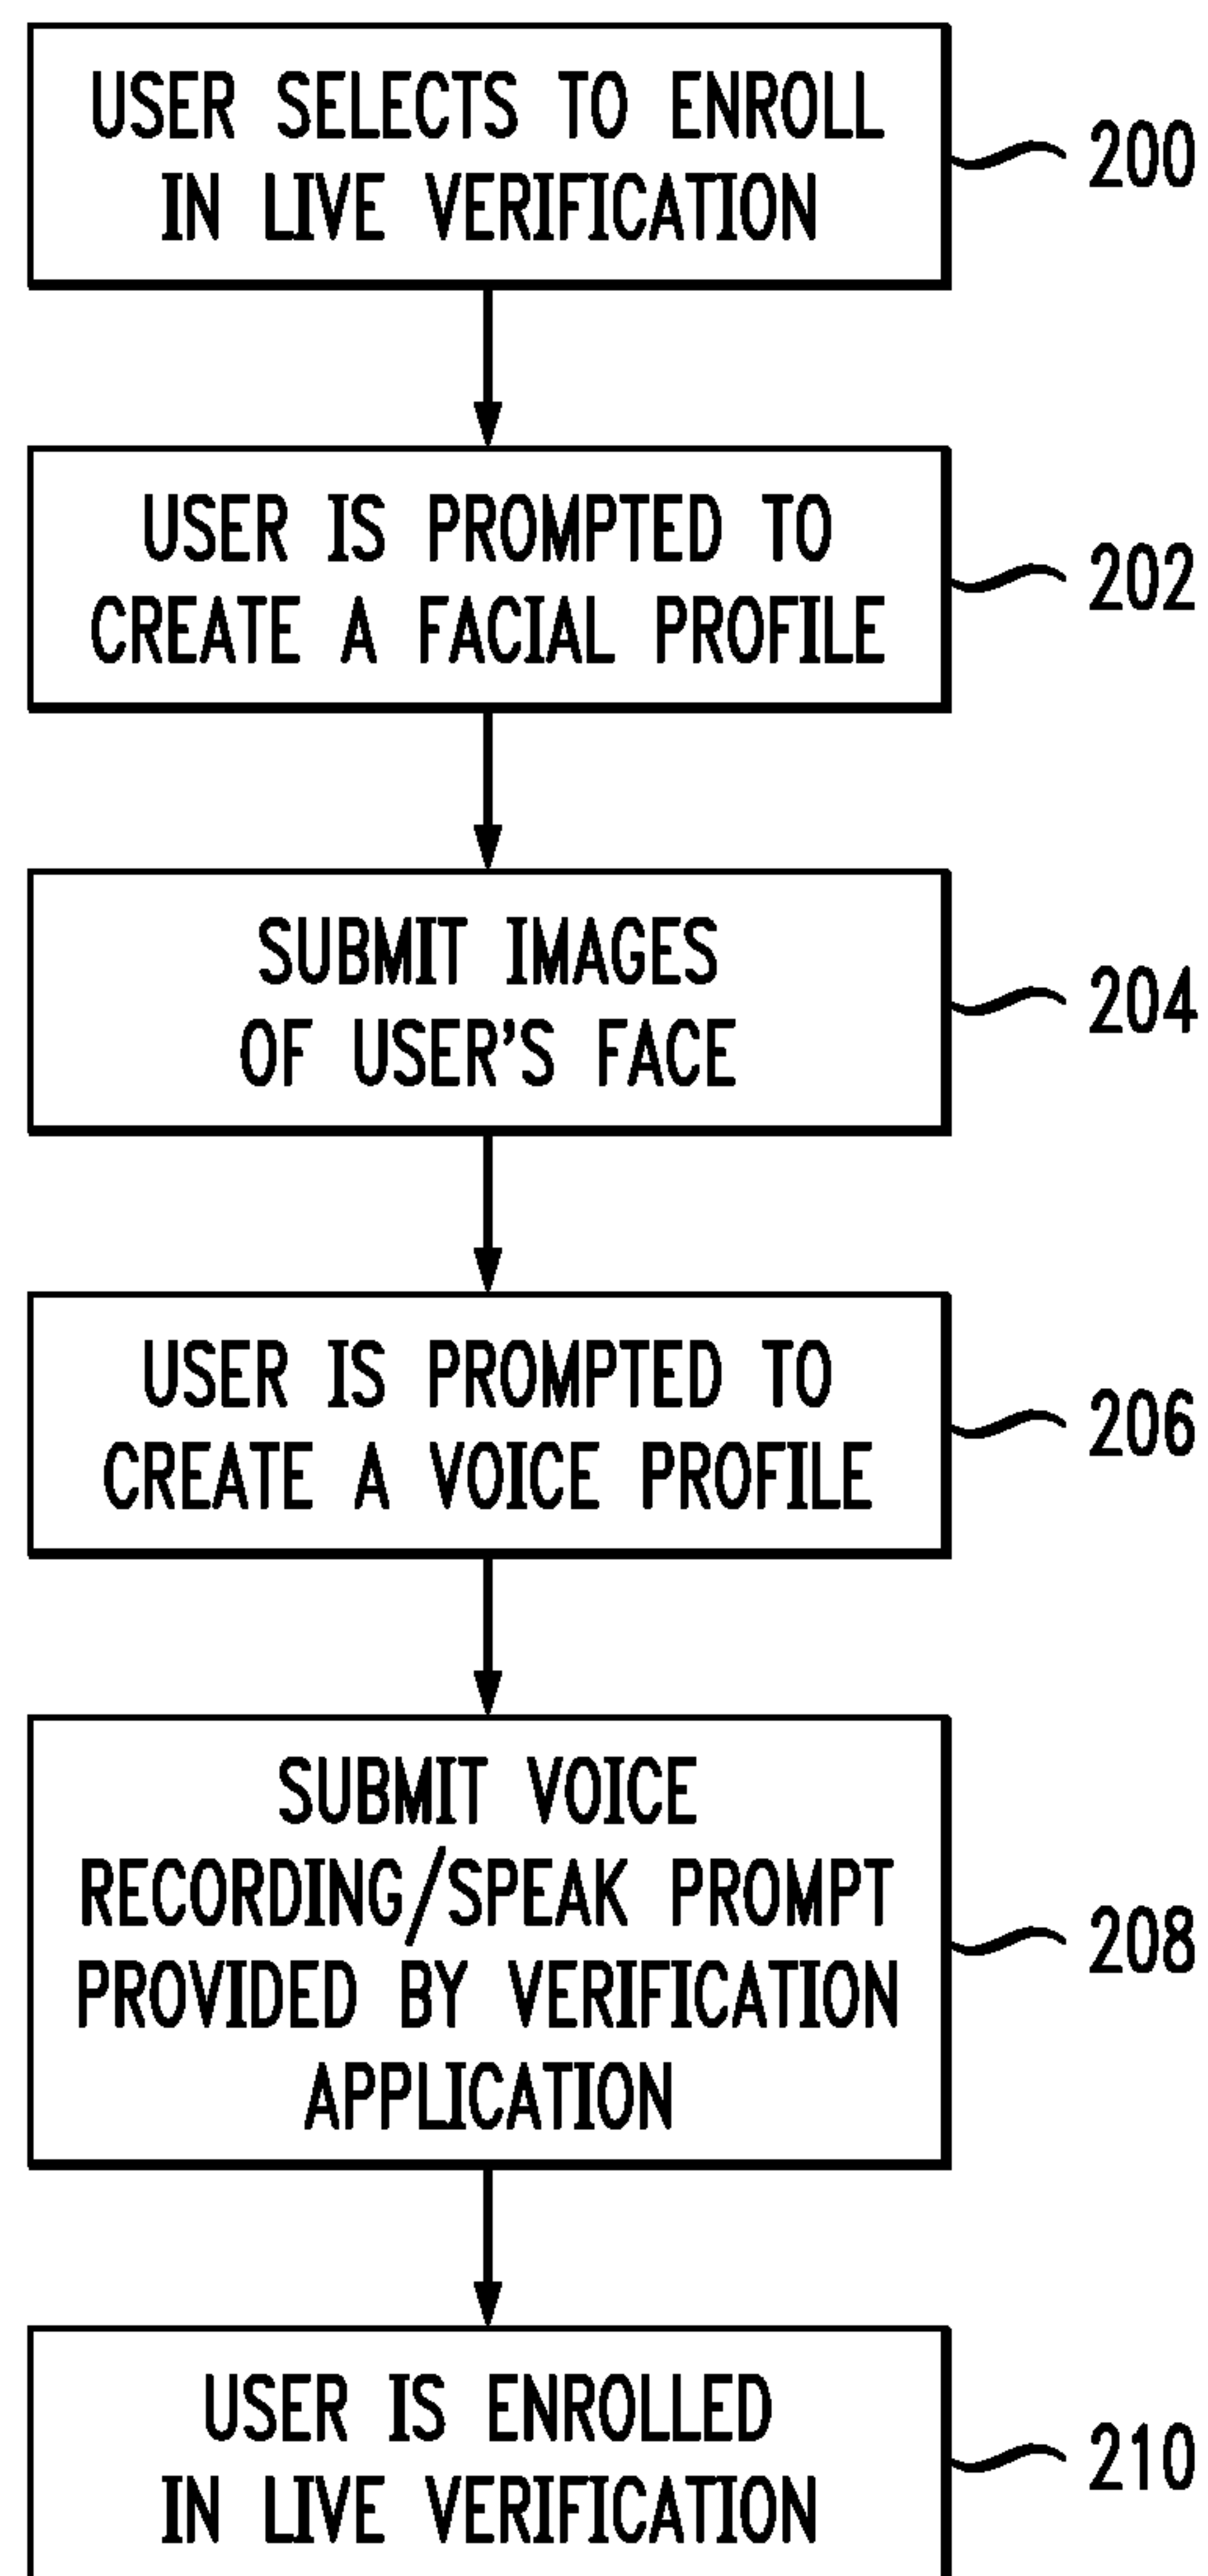 USER SELECTS TO ENROLL
IN LIVE VERIFICATION
200
USER IS PROMPTED TO
CREATE A FACIAL PROFILE
202
SUBMIT IMAGES
OF USER'S FACE
204
USER IS PROMPTED TO
CREATE A VOICE PROFILE
206
SUBMIT VOICE
RECORDING/SPEAK PROMPT
PROVIDED BY VERIFICATION
APPLICATION
208
USER IS ENROLLED
IN LIVE VERIFICATION
210